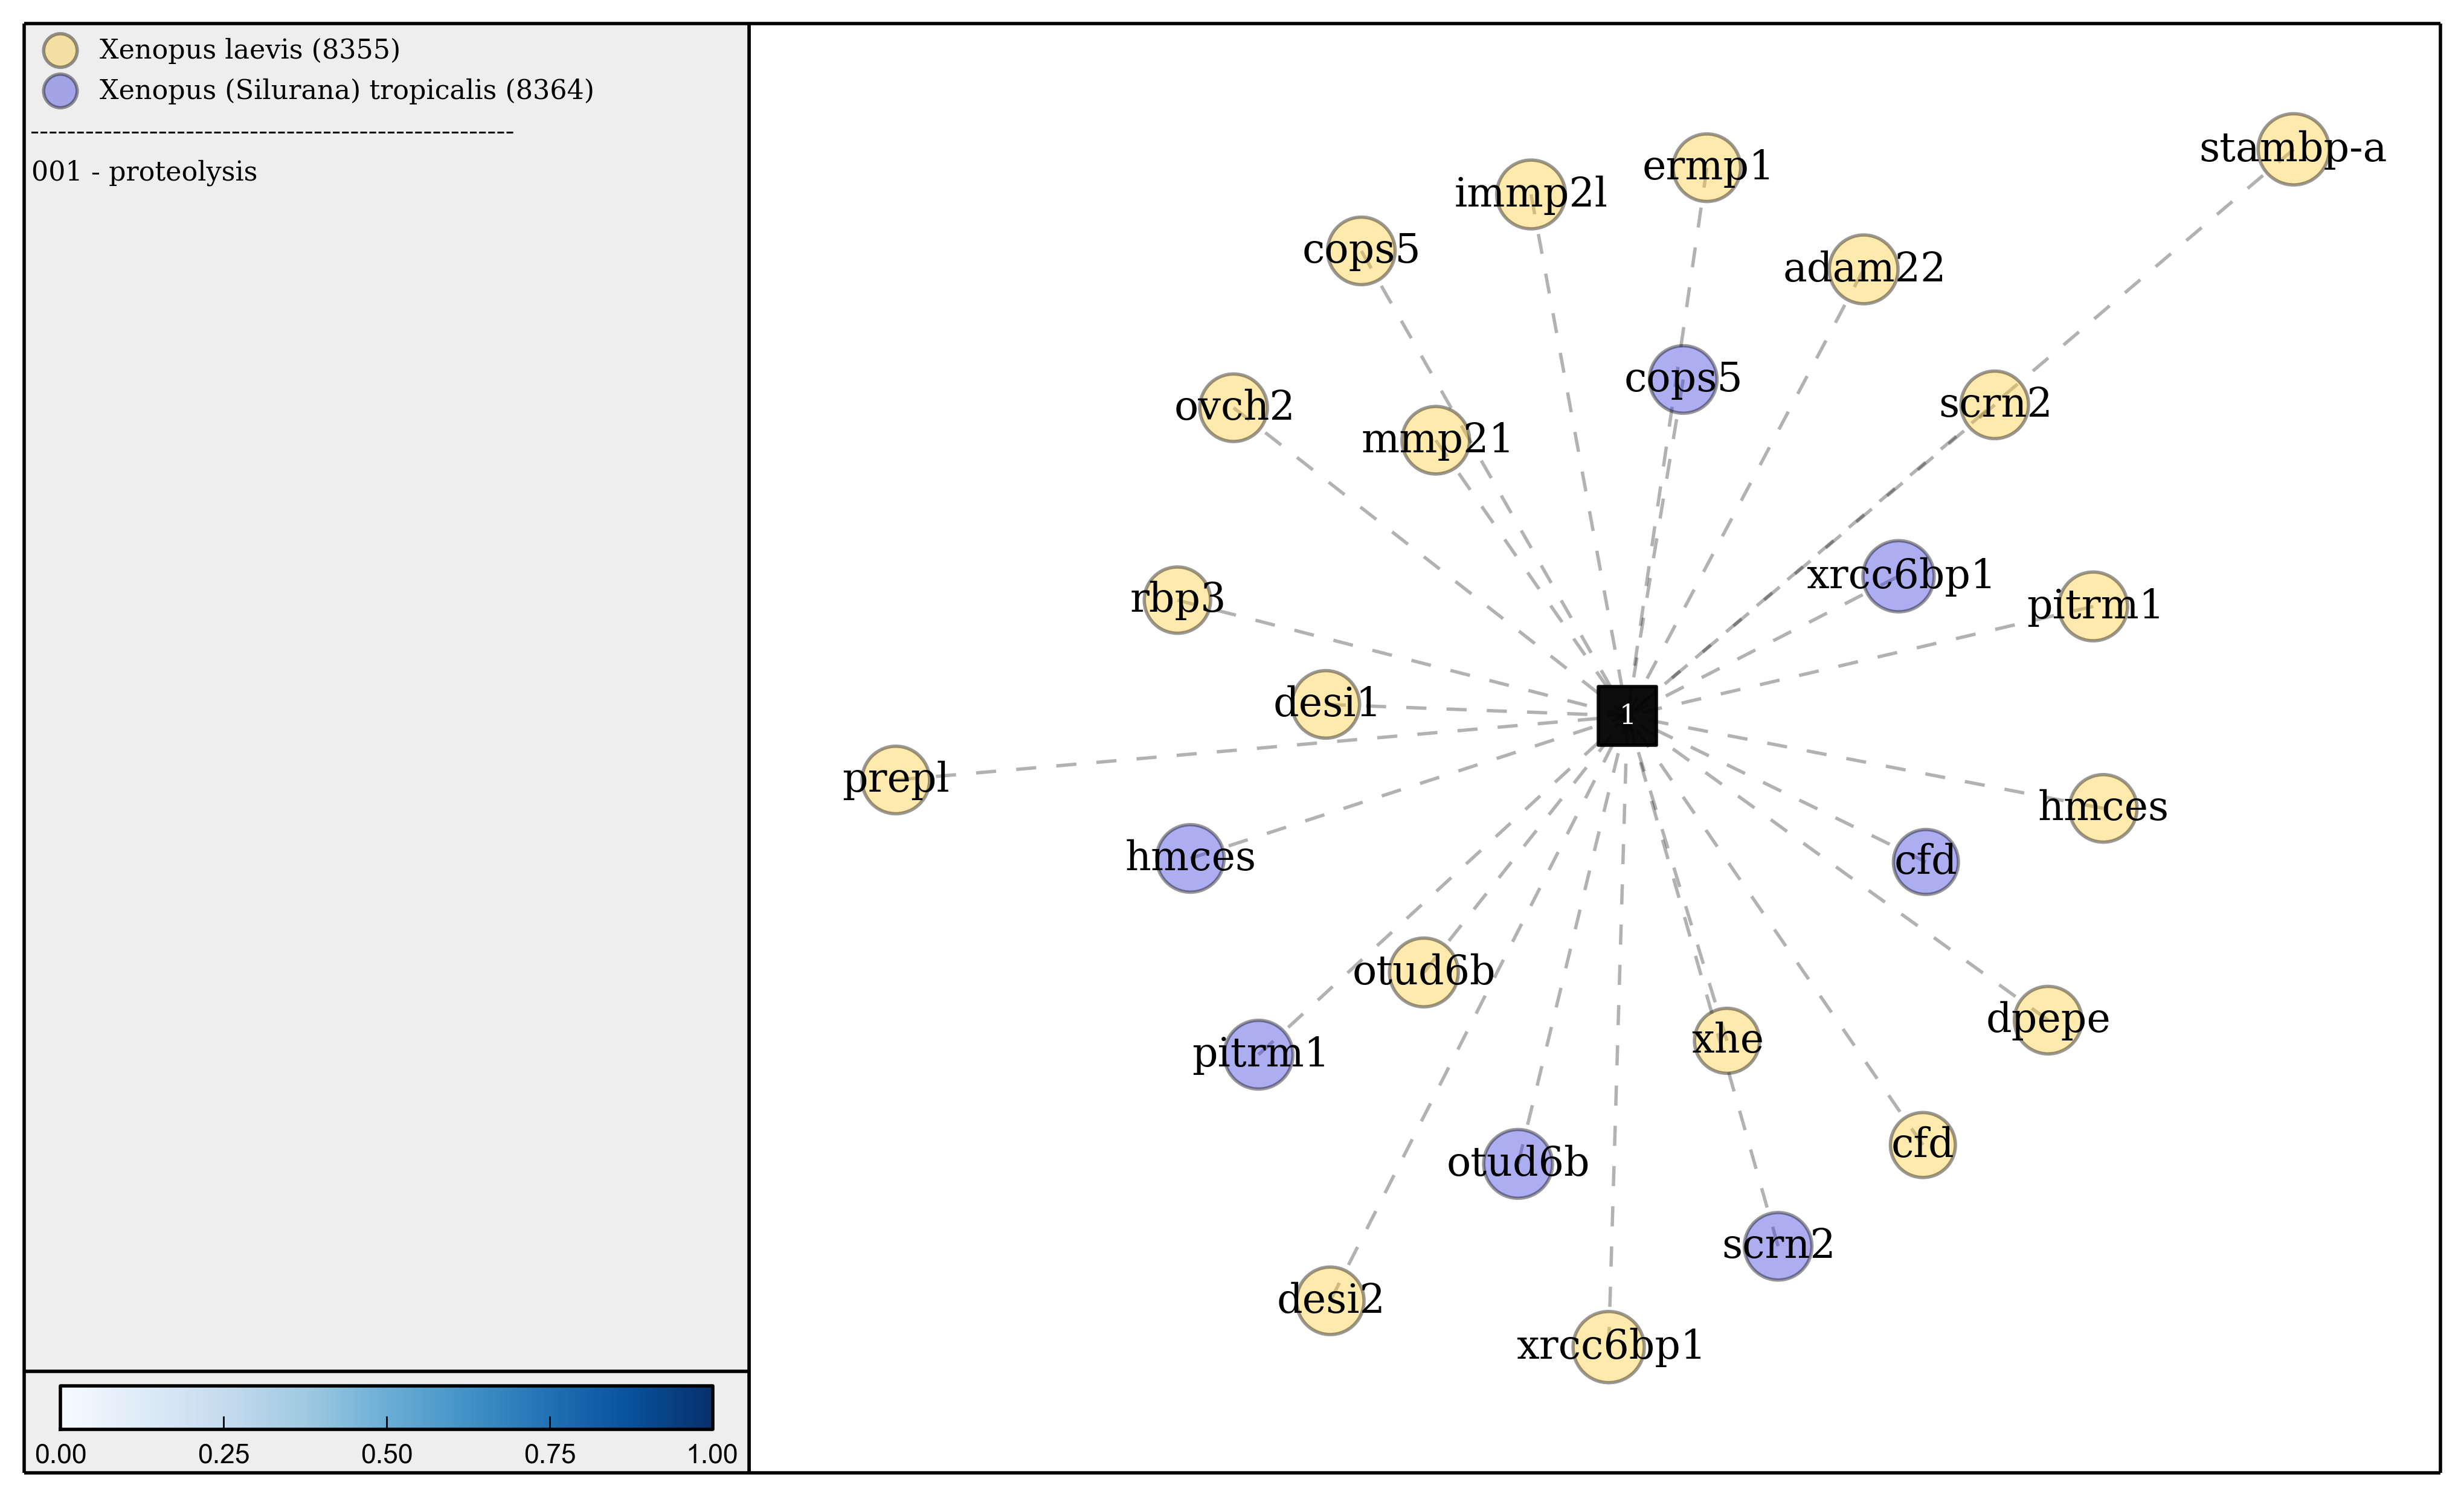 Xenopus laevis (8355)
Xenopus (Silurana) tropicalis (8364)
-----------------------------------------------------
001 - proteolysis
0.00 0.25 0.50 0.75 1.00
stambp-a
ermp1
immp2l
cops5
adam22
cops5
scrn2
ovch2
mmp21
xrcc6bp1
rbp3
pitrm1
desi1
1
prepl
hmces
hmces
cfd
otud6b
dpepe
xhe
pitrm1
cfd
otud6b
scrn2
desi2
xrcc6bp1